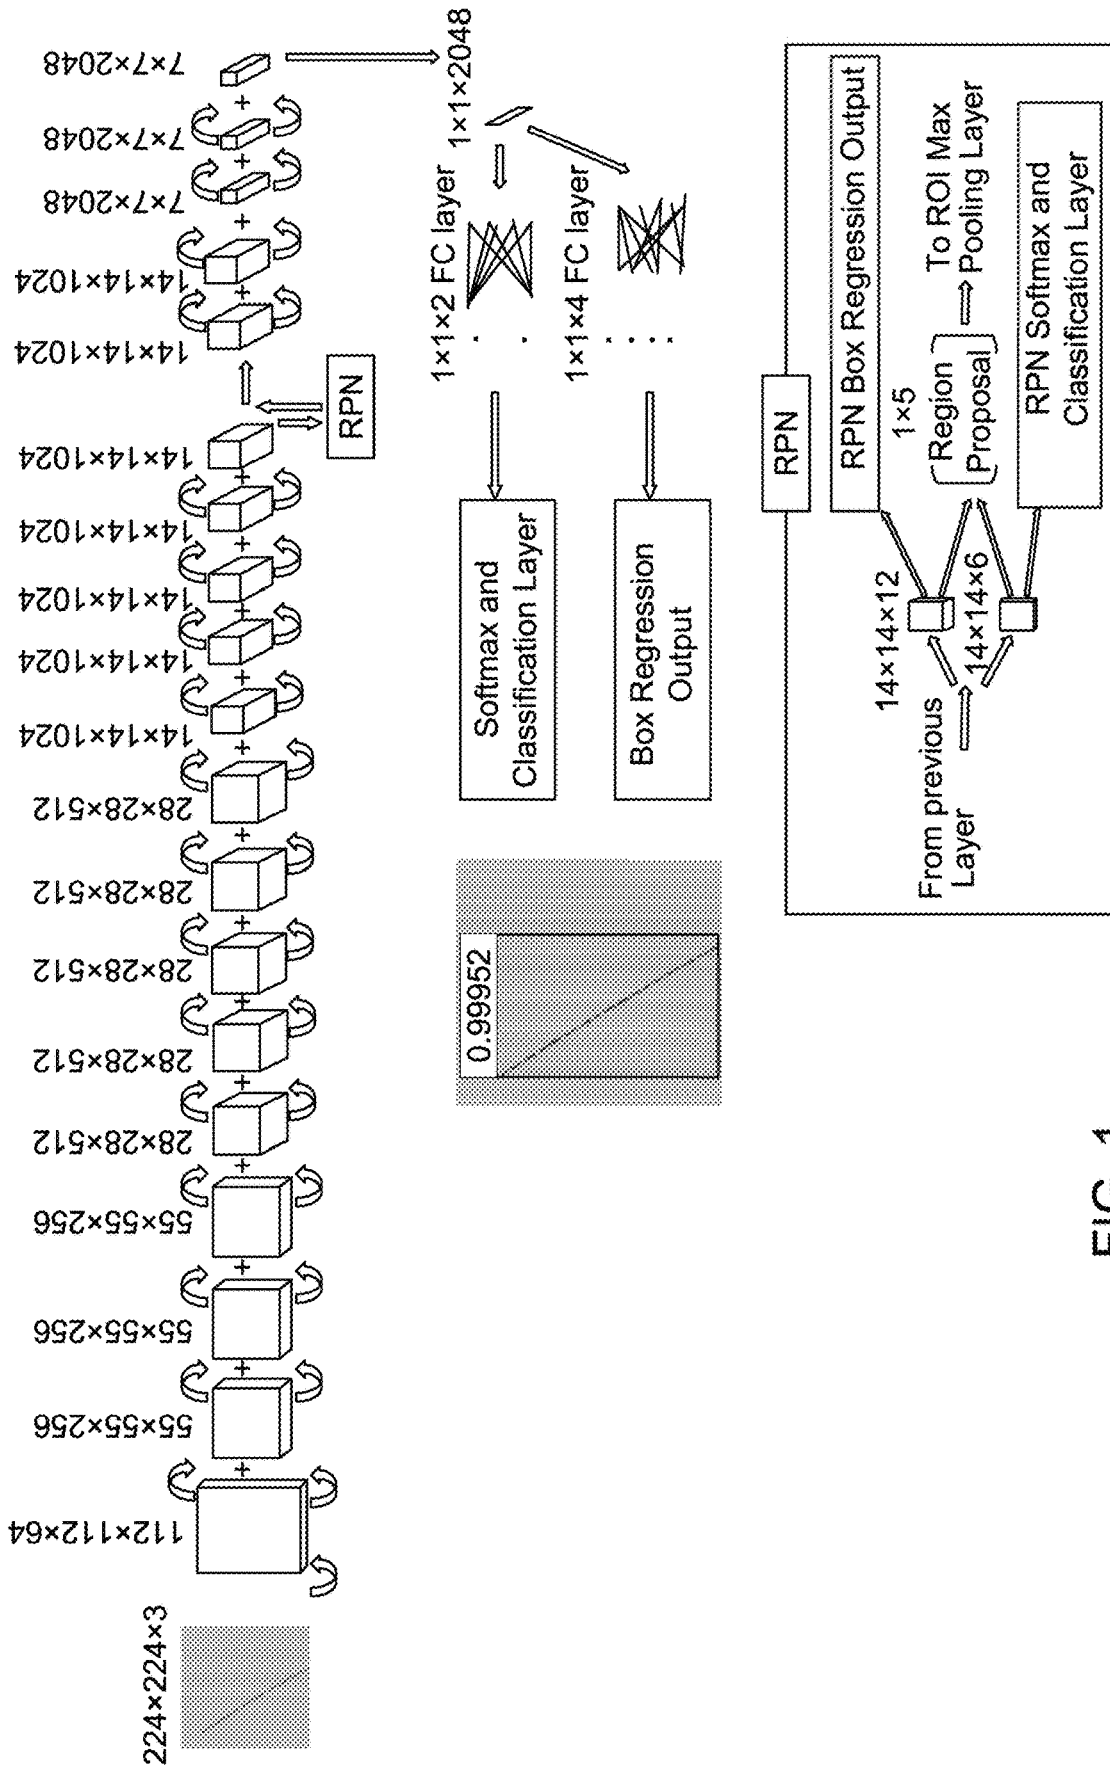 224×224×3
112×112×64
55×55×256
55×55×256
55×55×256
28×28×512
28×28×512
28×28×512
28×28×512
28×28×512
14×14×1024
14×14×1024
14×14×1024
14×14×1024
14×14×1024
14×14×1024
14×14×1024
7×7×2048
7×7×2048
7×7×2048
RPN
1×1×2048
1×1×2 FC layer
1×1×4 FC layer
Softmax and
Classification Layer
Box Regression
Output
0.99952
RPN
From previous
Layer
14×14×12
14×14×6
RPN Box Regression Output
1×5
Region
Proposal
To ROI Max
Pooling Layer
RPN Softmax and
Classification Layer
FIG. 1